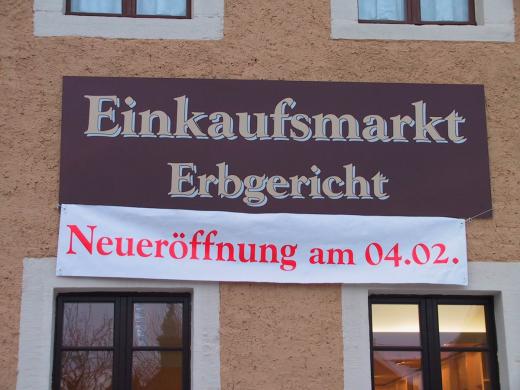 Einkaufsmarkt
Erbgericht
Neueröffnung am 04.02.